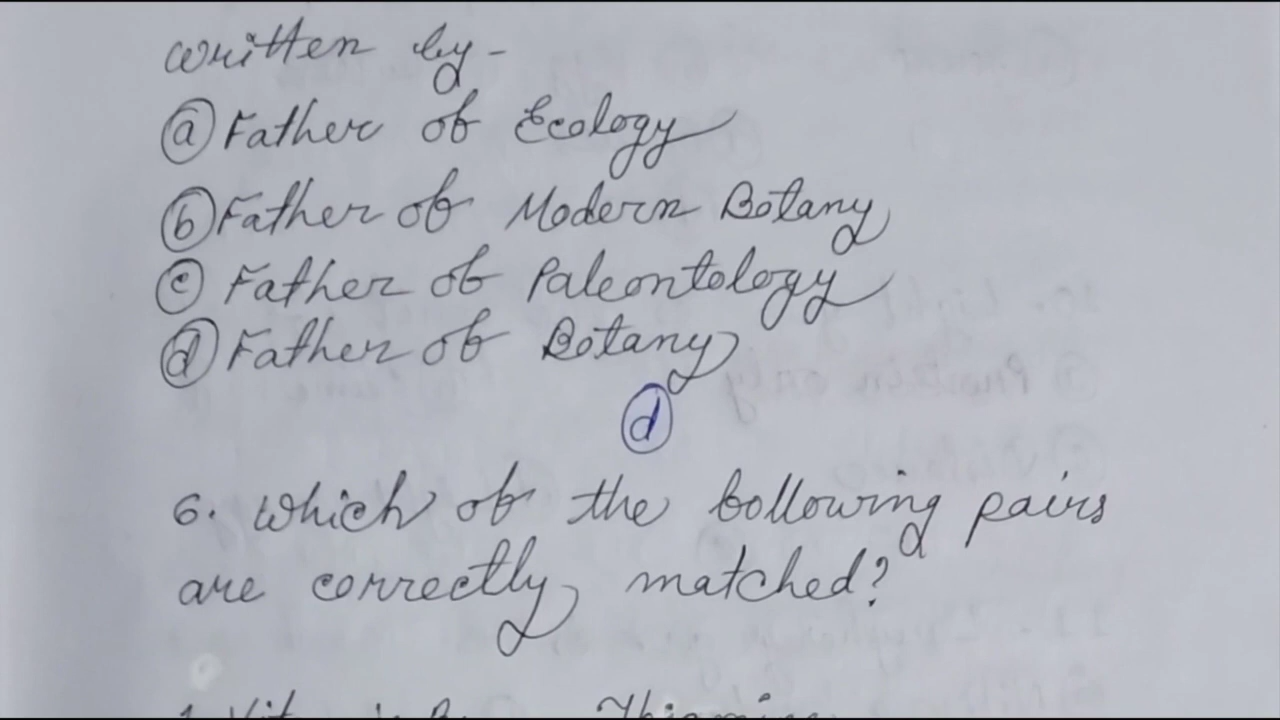 written by-
ⓐ Father of Ecology
ⓑ Father of Modern Botany
ⓒ Father of Paleontology
ⓓ Father of Botany
ⓓ
6. Which of the following pairs
are correctly matched?